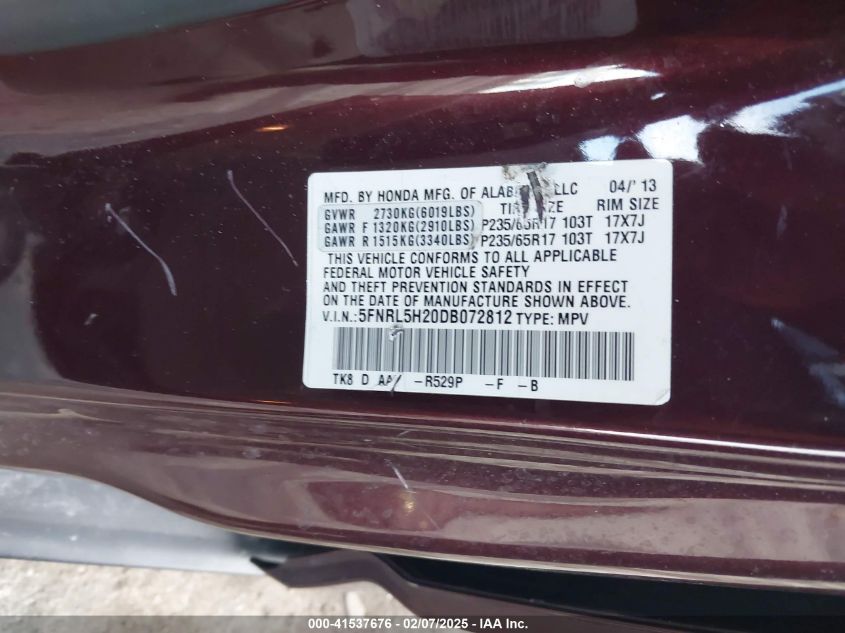 MFD. BY HONDA MFG. OF LLC 04/'13
GVWR 2730KG(6019LBS) RIM SIZE
GAWR F 1320KG(2910LBS) P235/65R17 103T 17X7J
GAWR R 1515KG(3340LBS) P235/65R17 103T 17X7J
THIS VEHICLE CONFORMS TO ALL APPLICABLE
FEDERAL MOTOR VEHICLE SAFETY
AND THEFT PREVENTION STANDARDS IN EFFECT
ON THE DATE OF MANUFACTURE SHOWN ABOVE.
V.I.N.: 5FNRL5H20DB072812 TYPE: MPV
TK8 D -R529P -F -B
000-41537676 - 02/07/2025 - IAA Inc.